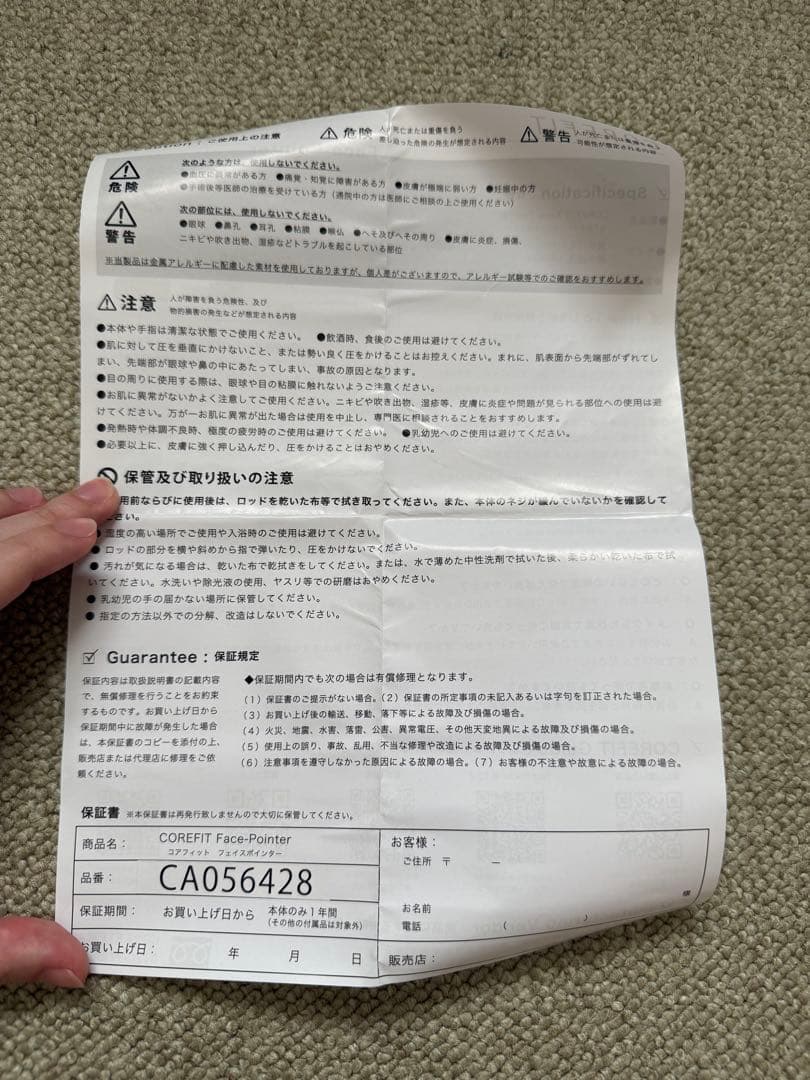 ご使用上の注意
危険 人が死亡または重傷を負う
差し迫った危険の発生が想定される内容
警告 人が死亡または重傷を負う
可能性が想定される内容
危険
次のような方は、使用しないでください。
●血圧に異常がある方 ●痛覚・知覚に障害がある方 ●皮膚が極端に弱い方 ●妊娠中の方
●手術後等医師の治療を受けている方(通院中の方は医師にご相談の上ご使用ください)
警告
次の部位には、使用しないでください。
●眼球 ●鼻孔 ●耳孔 ●粘膜 ●喉仏 ●へそ及びへその周り ●皮膚に炎症、損傷、
ニキビや吹き出物、湿疹などトラブルを起こしている部位
※当製品は金属アレルギーに配慮した素材を使用しておりますが、個人差がございますので、アレルギー試験等でのご確認をおすすめします。
注意 人が障害を負う危険性、及び
物的損害の発生などが想定される内容
●本体や手指は清潔な状態でご使用ください。 ●飲酒時、食後のご使用は避けてください。
●肌に対して圧を垂直にかけないこと、または勢い良く圧をかけることはお控えください。まれに、肌表面から先端部がずれてし
まい、先端部が眼球や鼻の中にあたってしまい、事故の原因となります。
●目の周りに使用する際は、眼球や目の粘膜に触れないようご注意ください。
●お肌に異常がないかよく注意してご使用ください。ニキビや吹き出物、湿疹等、皮膚に炎症や問題が見られる部位への使用は避
けてください。万が一お肌に異常が出た場合は使用を中止し、専門医に相談されることをおすすめします。
●発熱時や体調不良時、極度の疲労時のご使用は避けてください。 ●乳幼児へのご使用は避けてください。
●必要以上に、皮膚に強く押し込んだり、圧をかけることはおやめください。
保管及び取り扱いの注意
用前ならびに使用後は、ロッドを乾いた布等で拭き取ってください。また、本体のネジが緩んでいないかを確認して
ださい。
湿度の高い場所でご使用や入浴時のご使用は避けてください。
● ロッドの部分を横や斜めから指で弾いたり、圧をかけないでください。
● 汚れが気になる場合は、乾いた布で乾拭きをしてください。または、水で薄めた中性洗剤で拭いた後、柔らかい乾いた布で拭
いてください。水洗いや除光液の使用、ヤスリ等での研磨はおやめください。
● 乳幼児の手の届かない場所に保管してください。
● 指定の方法以外での分解、改造はしないでください。
Guarantee : 保証規定
保証内容は取扱説明書の記載内容
で、無償修理を行うことをお約束
するものです。お買い上げ日から
保証期間中に故障が発生した場合
は、本保証書のコピーを添付の上、
販売店または代理店に修理をご依
頼ください。
◆保証期間内でも次の場合は有償修理となります。
(1) 保証書のご提示がない場合。(2) 保証書の所定事項の未記入あるいは字句を訂正された場合。
(3) お買い上げ後の輸送、移動、落下等による故障及び損傷の場合。
(4) 火災、地震、水害、落雷、公害、異常電圧、その他天変地異による故障及び損傷の場合。
(5) 使用上の誤り、事故、乱用、不当な修理や改造による故障及び損傷の場合。
(6) 注意事項を遵守しなかった原因による故障の場合。(7) お客様の不注意や故意による故障の場合。
保証書 ※本保証書は再発行致しませんので大切に保管してください。
商品名: COREFIT Face-Pointer
コアフィット フェイスポインター
品番: CA056428
保証期間: お買い上げ日から 本体のみ1年間
(その他の付属品は対象外)
お買い上げ日: 年 月 日
お客様:
ご住所 〒 ―
様
お名前
電話 ( )
販売店: